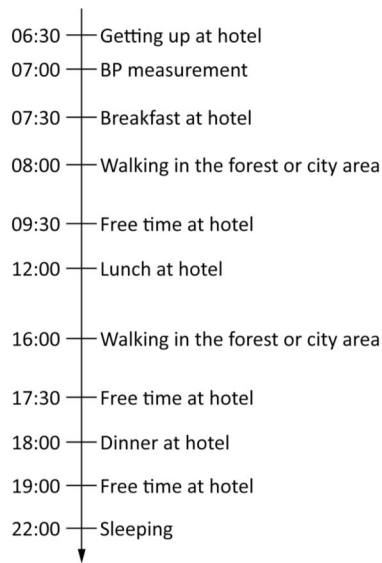 06:30 Getting up at hotel
07:00 BP measurement
07:30 Breakfast at hotel
08:00 Walking in the forest or city area
09:30 Free time at hotel
12:00 Lunch at hotel
16:00 Walking in the forest or city area
17:30 Free time at hotel
18:00 Dinner at hotel
19:00 Free time at hotel
22:00 Sleeping